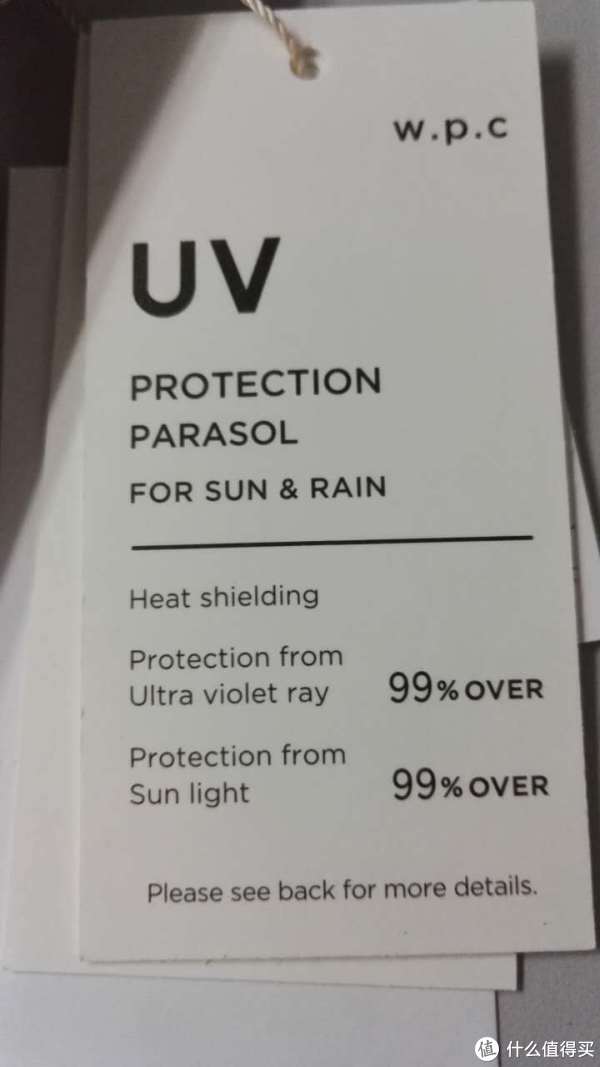 w.p.c
UV
PROTECTION
PARASOL
FOR SUN & RAIN
Heat shielding
Protection from
Ultra violet ray 99% OVER
Protection from
Sun light 99% OVER
Please see back for more details.
值 什么值得买